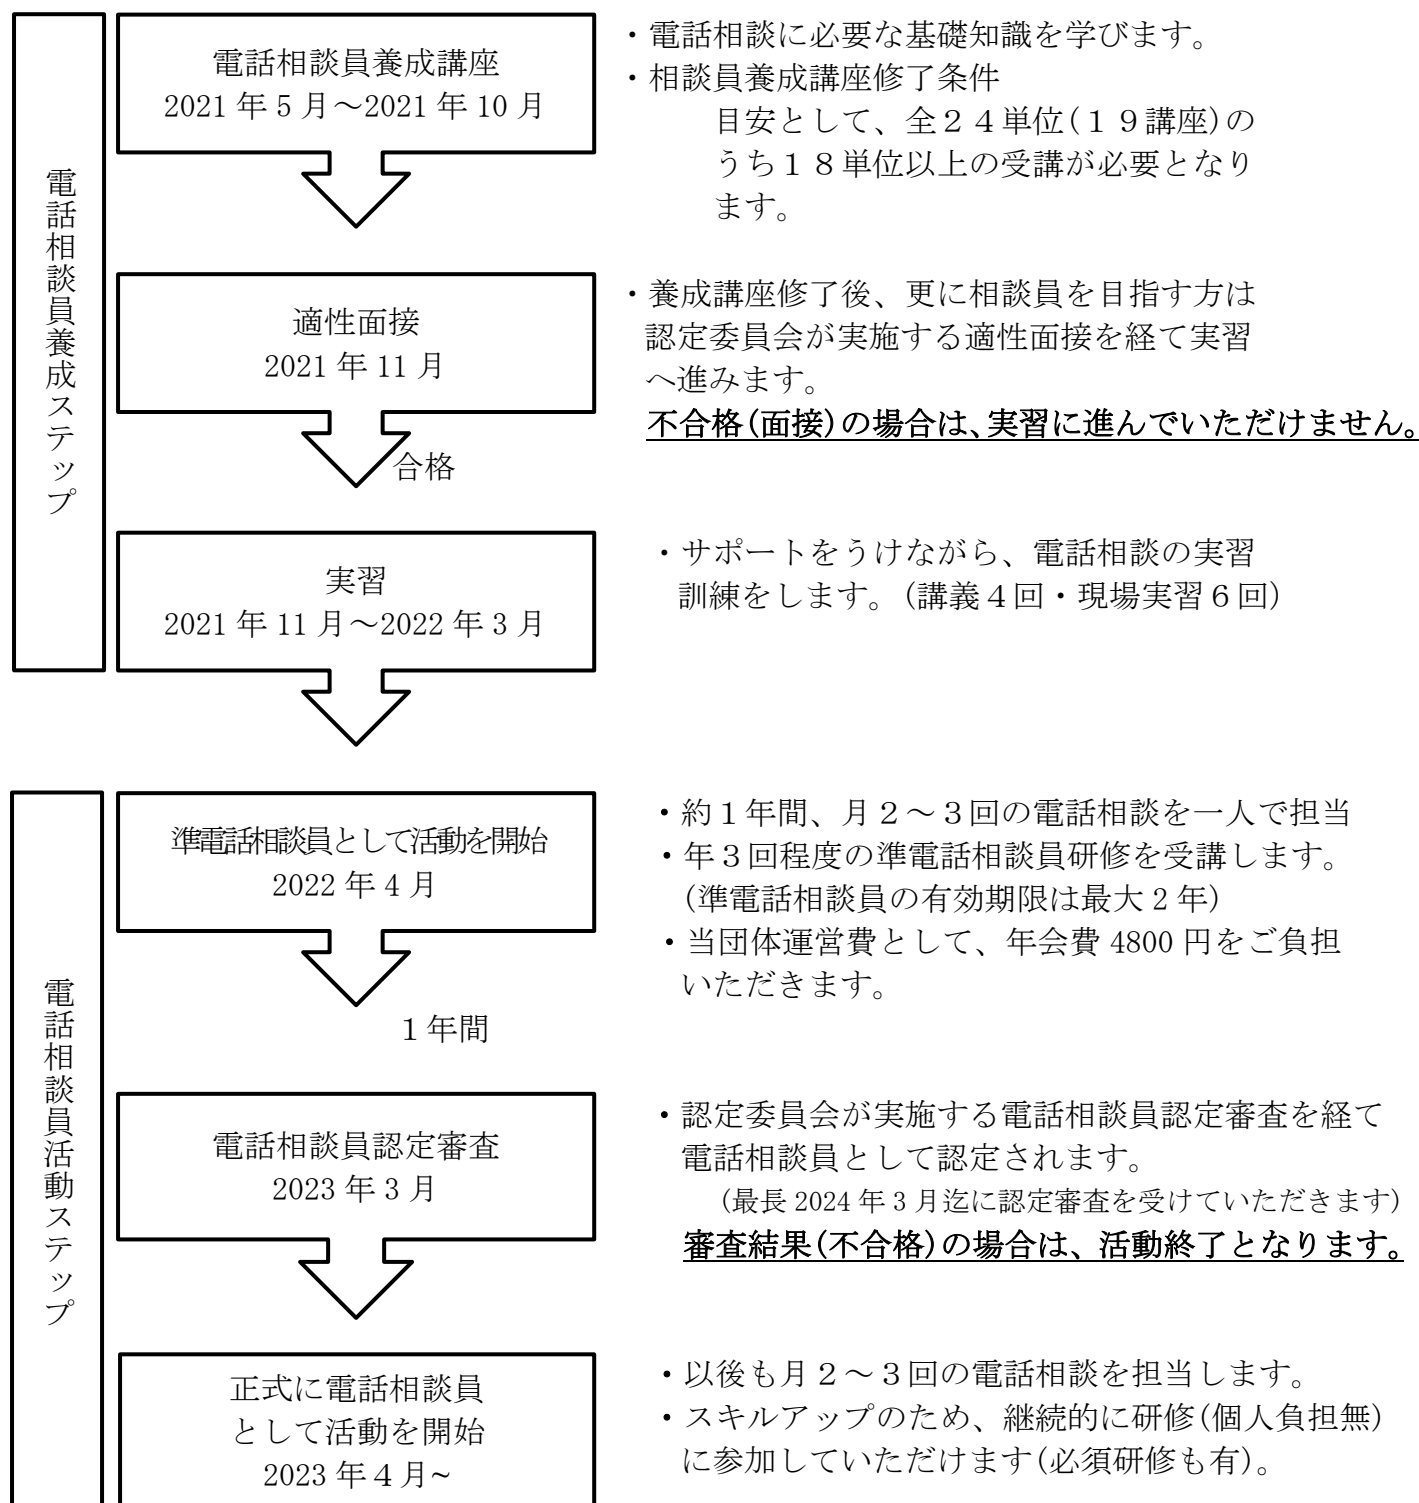 電話相談員養成ステップ
電話相談員養成講座
2021 年 5 月～2021 年 10 月
・電話相談に必要な基礎知識を学びます。
・相談員養成講座修了条件
目安として、全２４単位(１９講座)の
うち１８単位以上の受講が必要となり
ます。
適性面接
2021 年 11 月
・養成講座修了後、更に相談員を目指す方は
認定委員会が実施する適性面接を経て実習
へ進みます。
不合格(面接)の場合は、実習に進んでいただけません。
合格
実習
2021 年 11 月～2022 年 3 月
・サポートをうけながら、電話相談の実習
訓練をします。(講義４回・現場実習６回)
電話相談員活動ステップ
準電話相談員として活動を開始
2022 年 4 月
・約１年間、月２～３回の電話相談を一人で担当
・年３回程度の準電話相談員研修を受講します。
(準電話相談員の有効期限は最大 2 年)
・当団体運営費として、年会費 4800 円をご負担
いただきます。
１年間
電話相談員認定審査
2023 年 3 月
・認定委員会が実施する電話相談員認定審査を経て
電話相談員として認定されます。
(最長 2024 年 3 月迄に認定審査を受けていただきます)
審査結果(不合格)の場合は、活動終了となります。
正式に電話相談員
として活動を開始
2023 年４月~
・以後も月２～３回の電話相談を担当します。
・スキルアップのため、継続的に研修(個人負担無)
に参加していただけます(必須研修も有)。